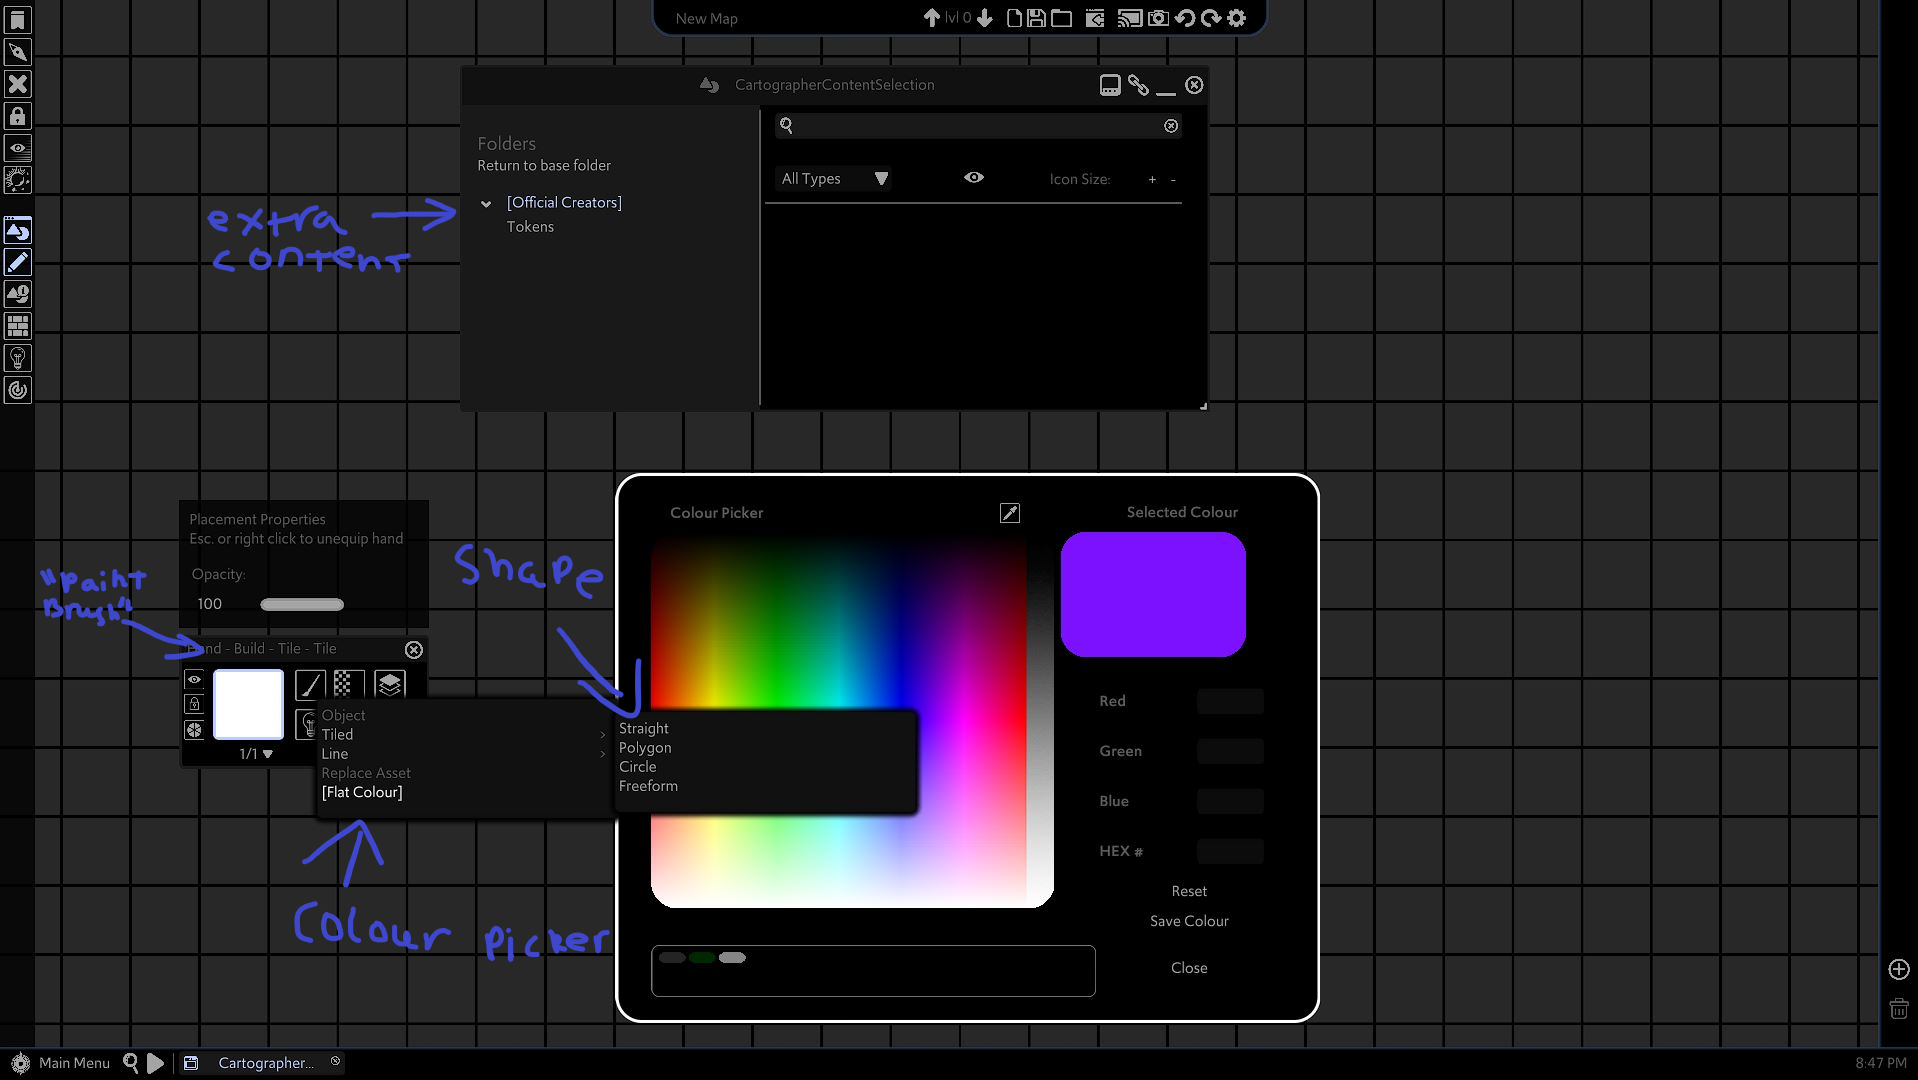 New Map
lvl 0
CartographerContentSelection
Folders
Return to base folder
[Official Creators]
Tokens
All Types
Icon Size:
+ -
extra
content
Placement Properties
Esc. or right click to unequip hand
Opacity:
100
"Paint
Brush"
Hand - Build - Tile - Tile
1/1
Object
Tiled
Line
Replace Asset
[Flat Colour]
Shape
Straight
Polygon
Circle
Freeform
Colour Picker
Colour Picker
Selected Colour
Red
Green
Blue
HEX #
Reset
Save Colour
Close
Main Menu
Cartographer...
8:47 PM